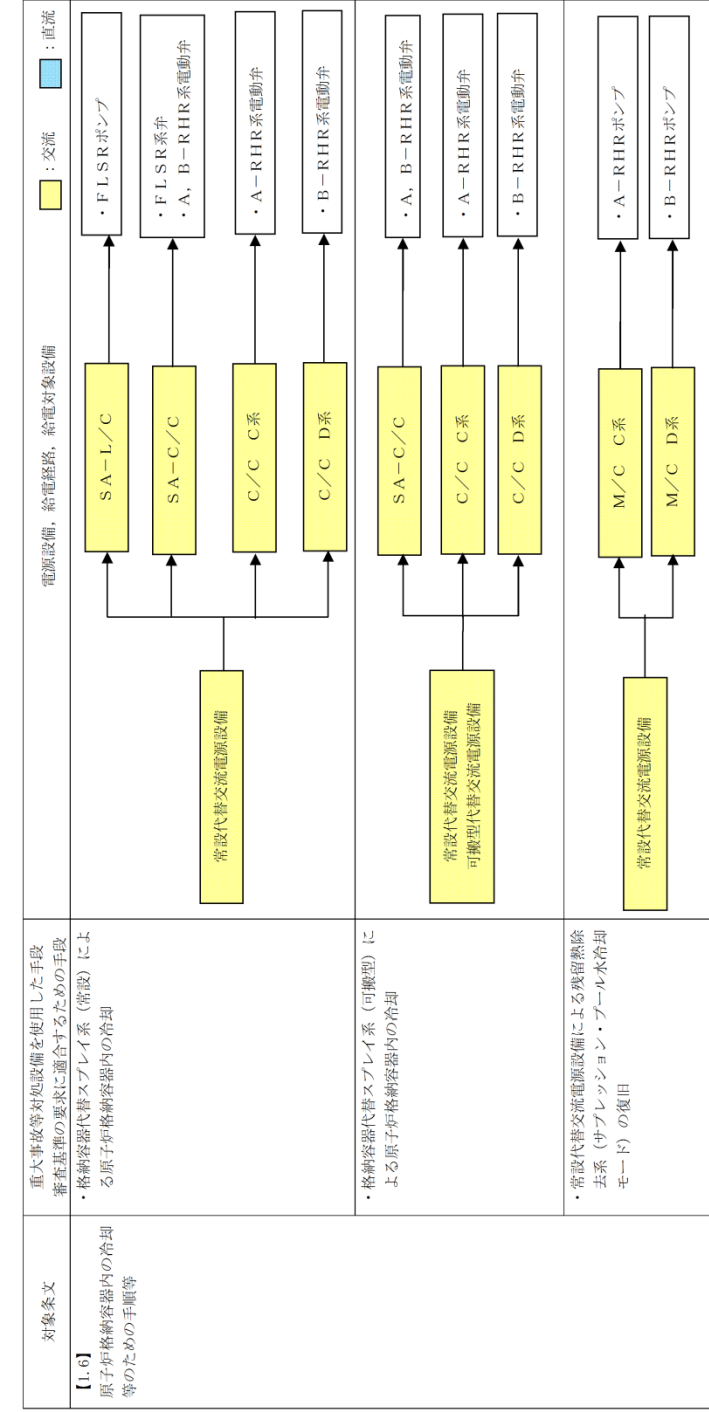 対象条文
重大事故等対処設備を使用した手段
審査基準の要求に適合するための手段
電源設備，給電経路，給電対象設備
：交流
：直流
【1.6】
原子炉格納容器内の冷却
等のための手順等
・格納容器代替スプレイ系（常設）によ
る原子炉格納容器内の冷却
常設代替交流電源設備
ＳＡ－Ｌ／Ｃ
ＳＡ－Ｃ／Ｃ
Ｃ／Ｃ　Ｃ系
Ｃ／Ｃ　Ｄ系
・ＦＬＳＲポンプ
・ＦＬＳＲ系弁
・Ａ，Ｂ－ＲＨＲ系電動弁
・Ａ－ＲＨＲ系電動弁
・Ｂ－ＲＨＲ系電動弁
・格納容器代替スプレイ系（可搬型）に
よる原子炉格納容器内の冷却
常設代替交流電源設備
可搬型代替交流電源設備
ＳＡ－Ｃ／Ｃ
Ｃ／Ｃ　Ｃ系
Ｃ／Ｃ　Ｄ系
・Ａ，Ｂ－ＲＨＲ系電動弁
・Ａ－ＲＨＲ系電動弁
・Ｂ－ＲＨＲ系電動弁
・常設代替交流電源設備による残留熱除
去系（サプレッション・プール水冷却
モード）の復旧
常設代替交流電源設備
Ｍ／Ｃ　Ｃ系
Ｍ／Ｃ　Ｄ系
・Ａ－ＲＨＲポンプ
・Ｂ－ＲＨＲポンプ